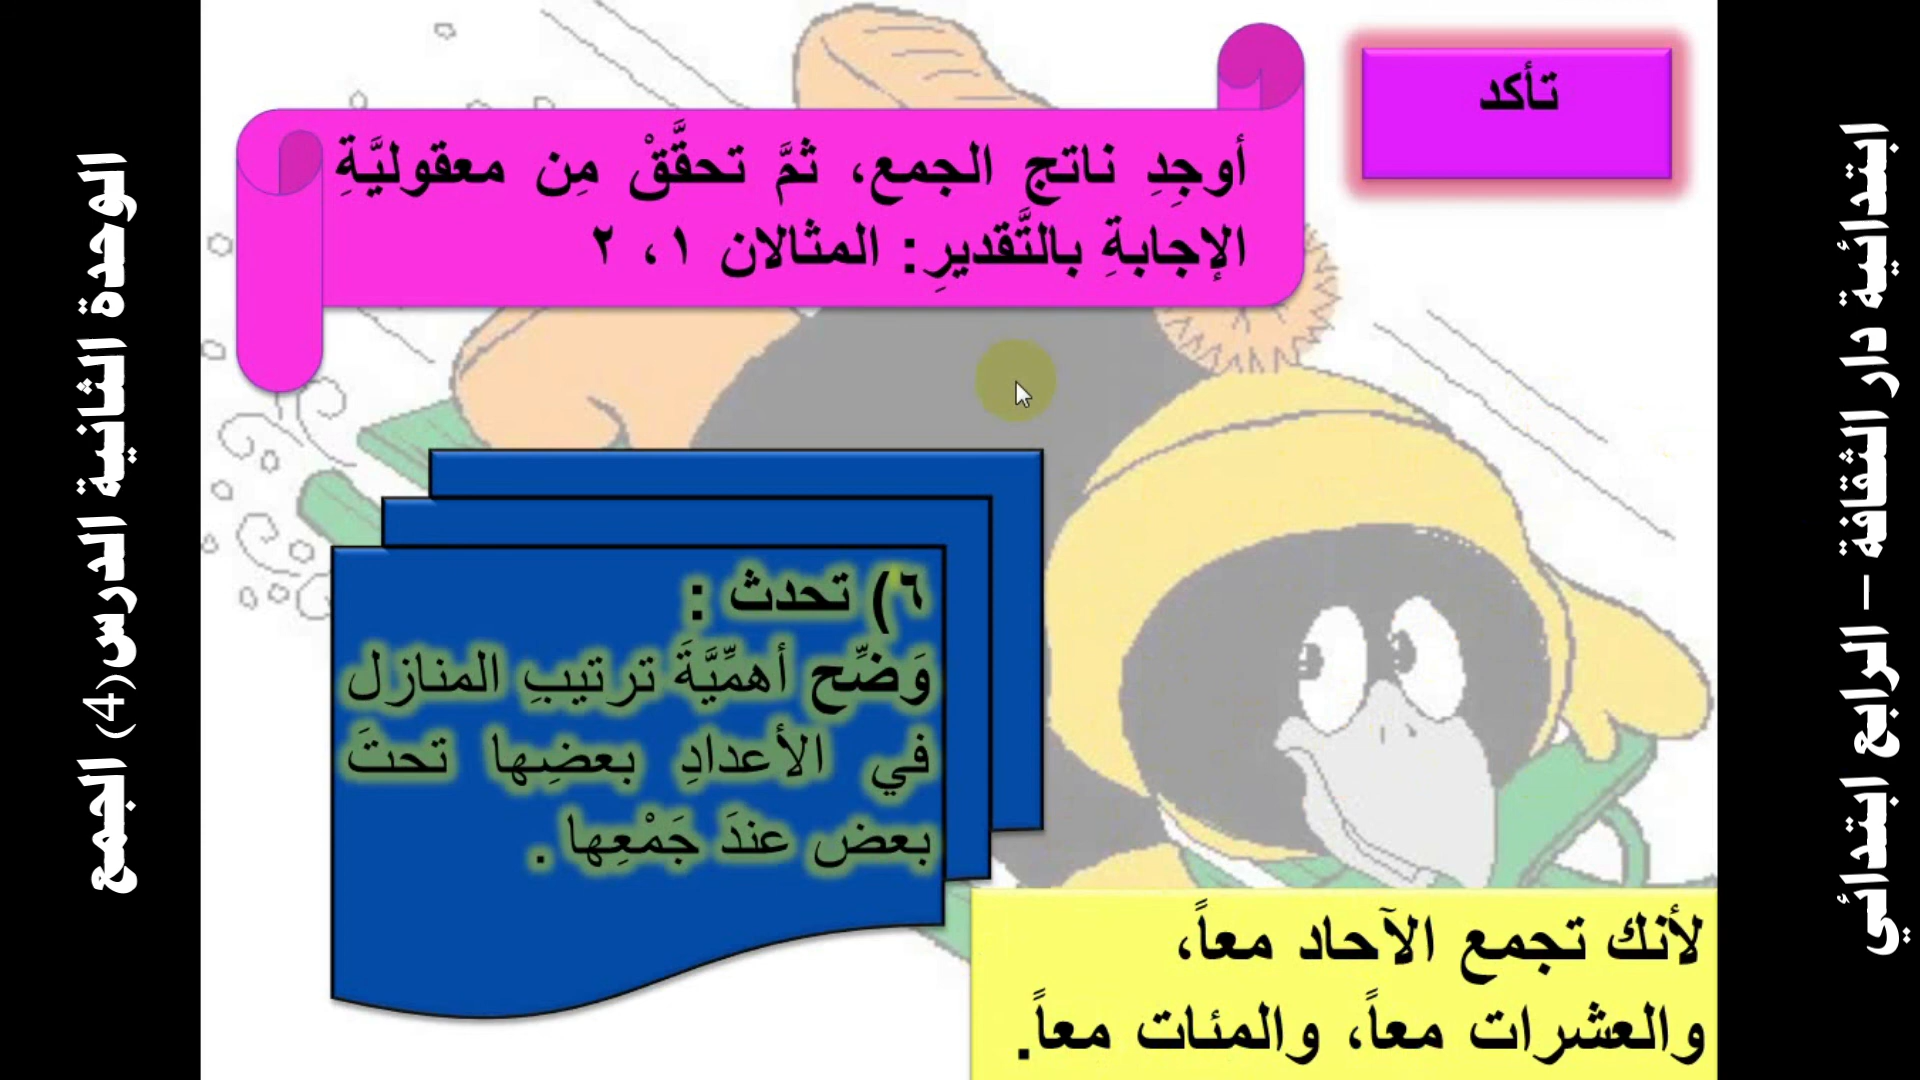 تأكد
أوجِدِ ناتج الجمع، ثمَّ تحقَّقْ مِن معقوليَّةِ
الإجابةِ بالتَّقديرِ: المثالان ١، ٢
٦) تحدث :
وَضِّح أهمِّيَّةَ ترتيبِ المنازل
في الأعدادِ بعضِها تحتَ
بعض عندَ جَمْعِها .
لأنك تجمع الآحاد معاً،
والعشرات معاً، والمئات معاً.
ابتدائية دار الثقافة – الرابع ابتدائي
الوحدة الثانية الدرس(4) الجمع